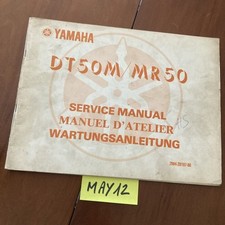 YAMAHA
DT50M/MR50
SERVICE MANUAL
MANUEL D'ATELIER
WARTUNGSANLEITUNG
MAY12